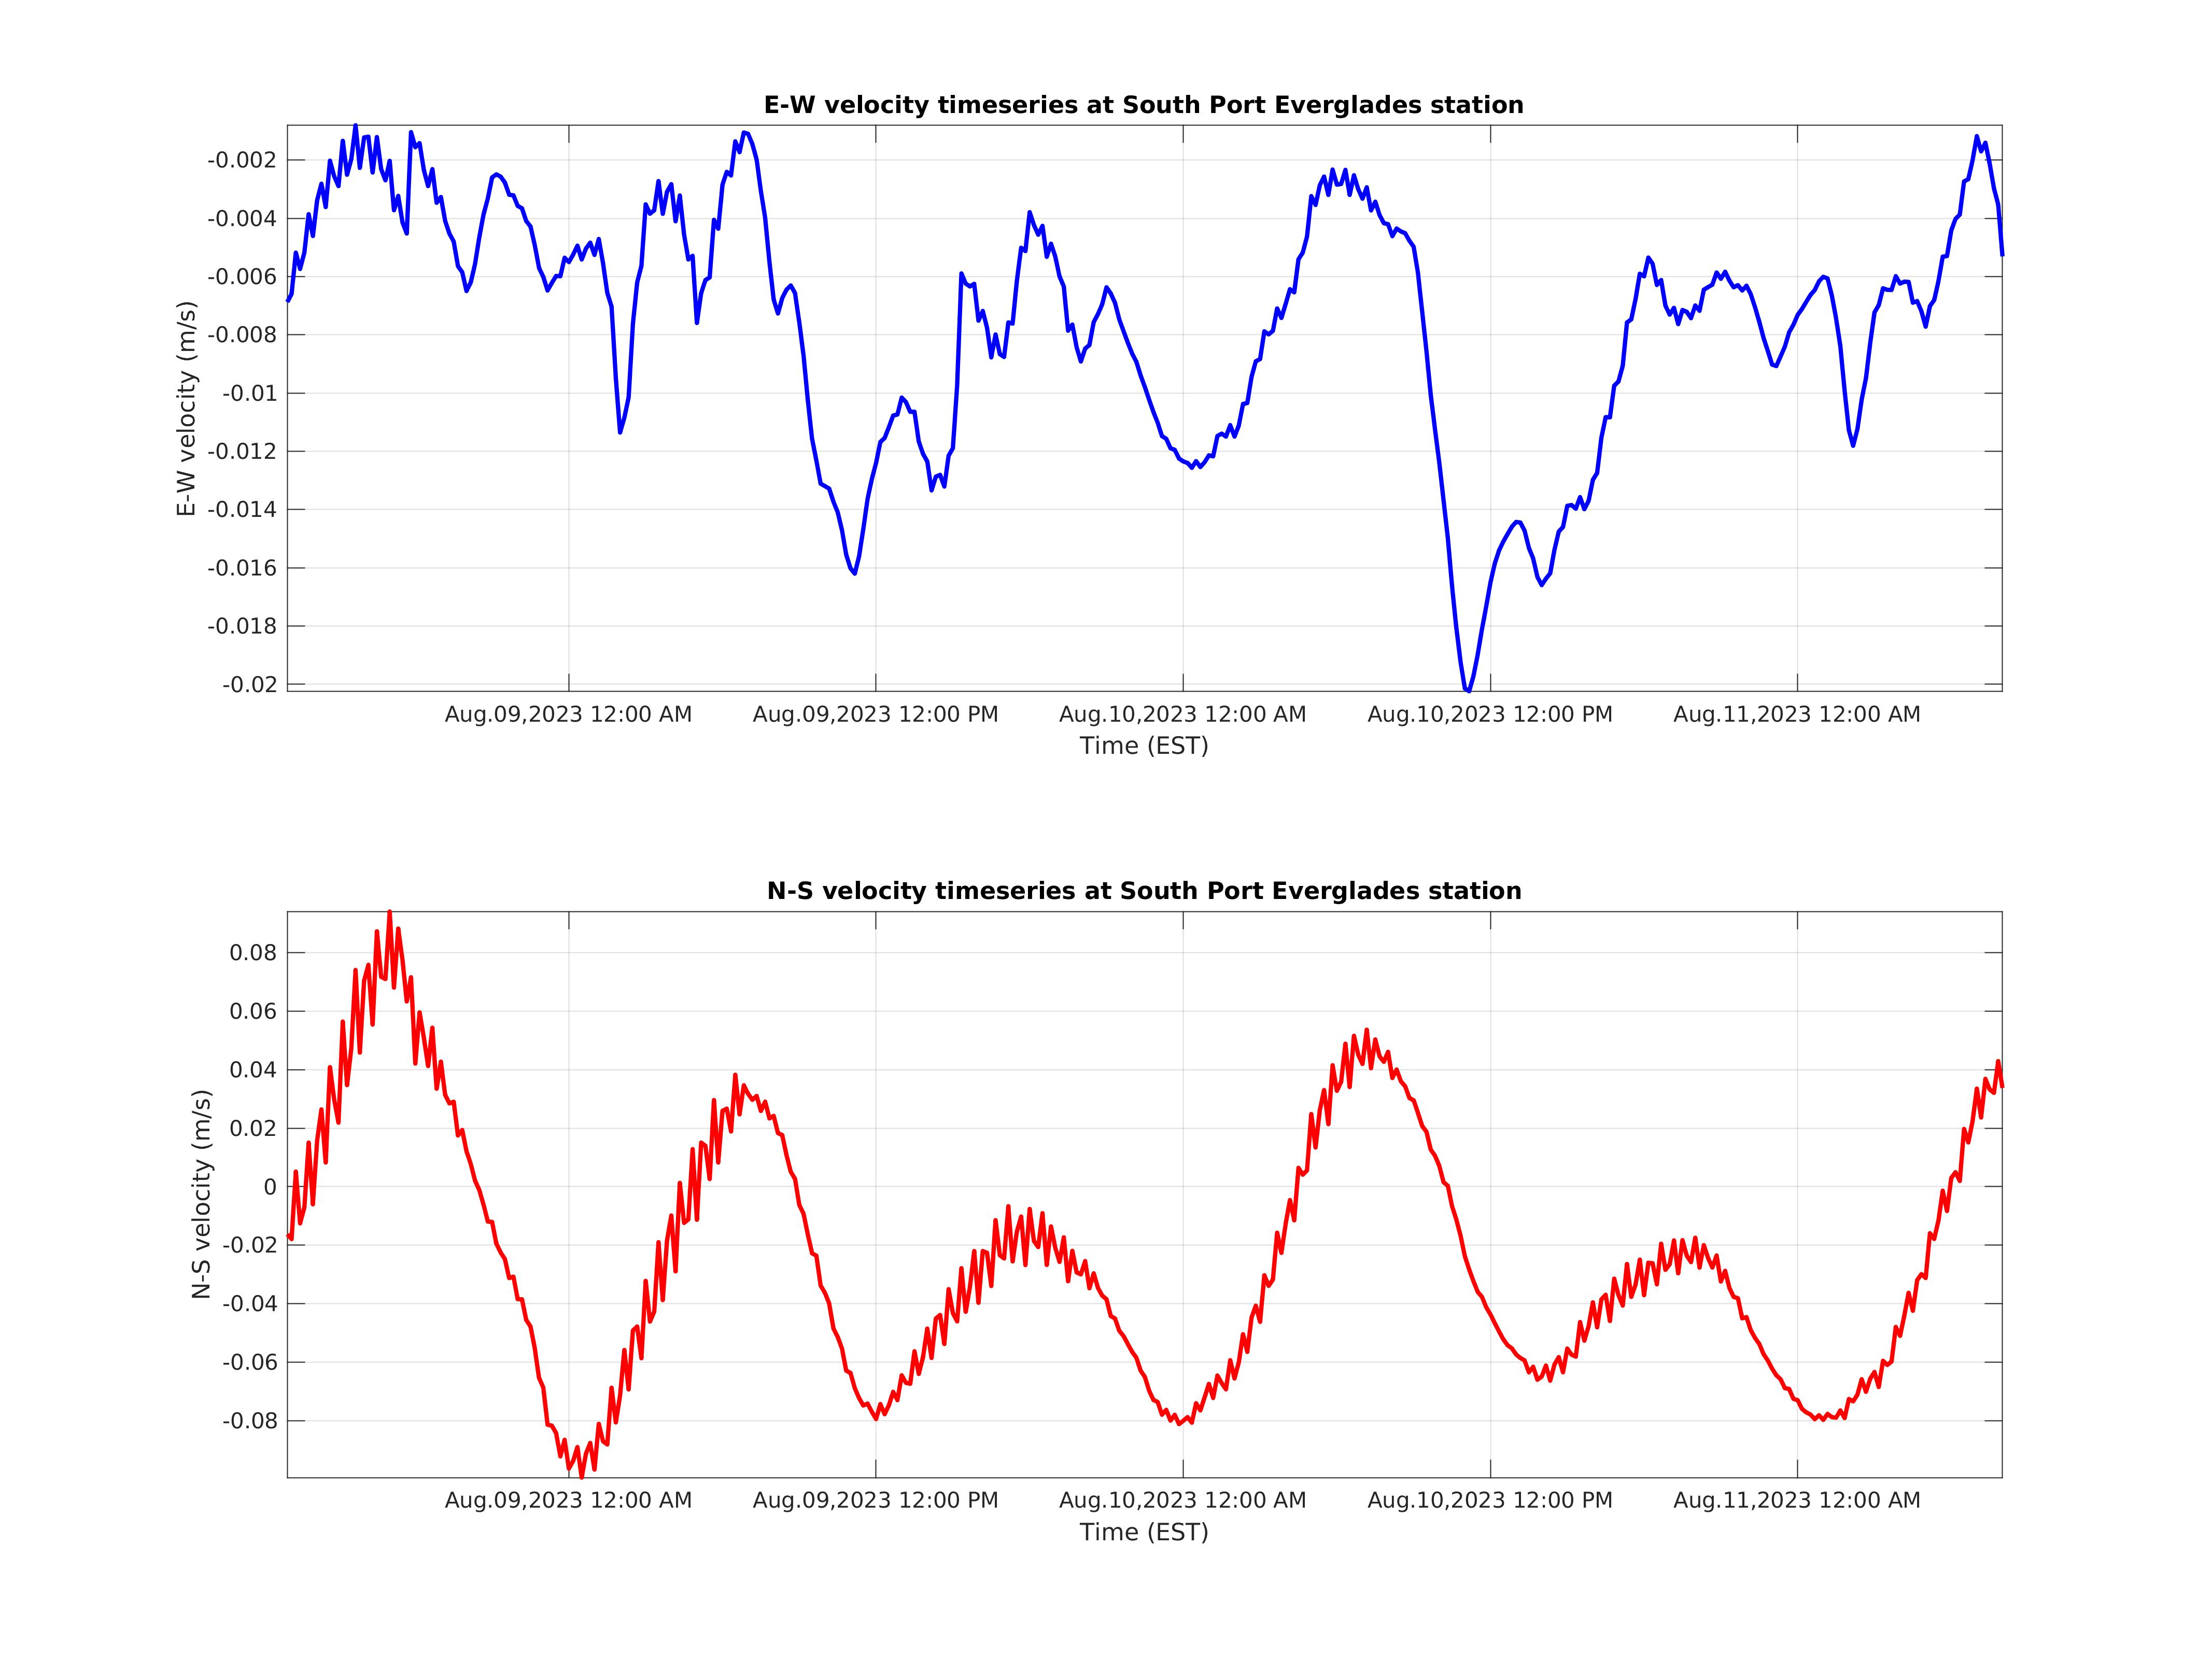 E-W velocity timeseries at South Port Everglades station
E-W velocity (m/s)
-0.002
-0.004
-0.006
-0.008
-0.01
-0.012
-0.014
-0.016
-0.018
-0.02
Aug.09,2023 12:00 AM
Aug.09,2023 12:00 PM
Aug.10,2023 12:00 AM
Aug.10,2023 12:00 PM
Aug.11,2023 12:00 AM
Time (EST)
N-S velocity timeseries at South Port Everglades station
N-S velocity (m/s)
0.08
0.06
0.04
0.02
0
-0.02
-0.04
-0.06
-0.08
Aug.09,2023 12:00 AM
Aug.09,2023 12:00 PM
Aug.10,2023 12:00 AM
Aug.10,2023 12:00 PM
Aug.11,2023 12:00 AM
Time (EST)